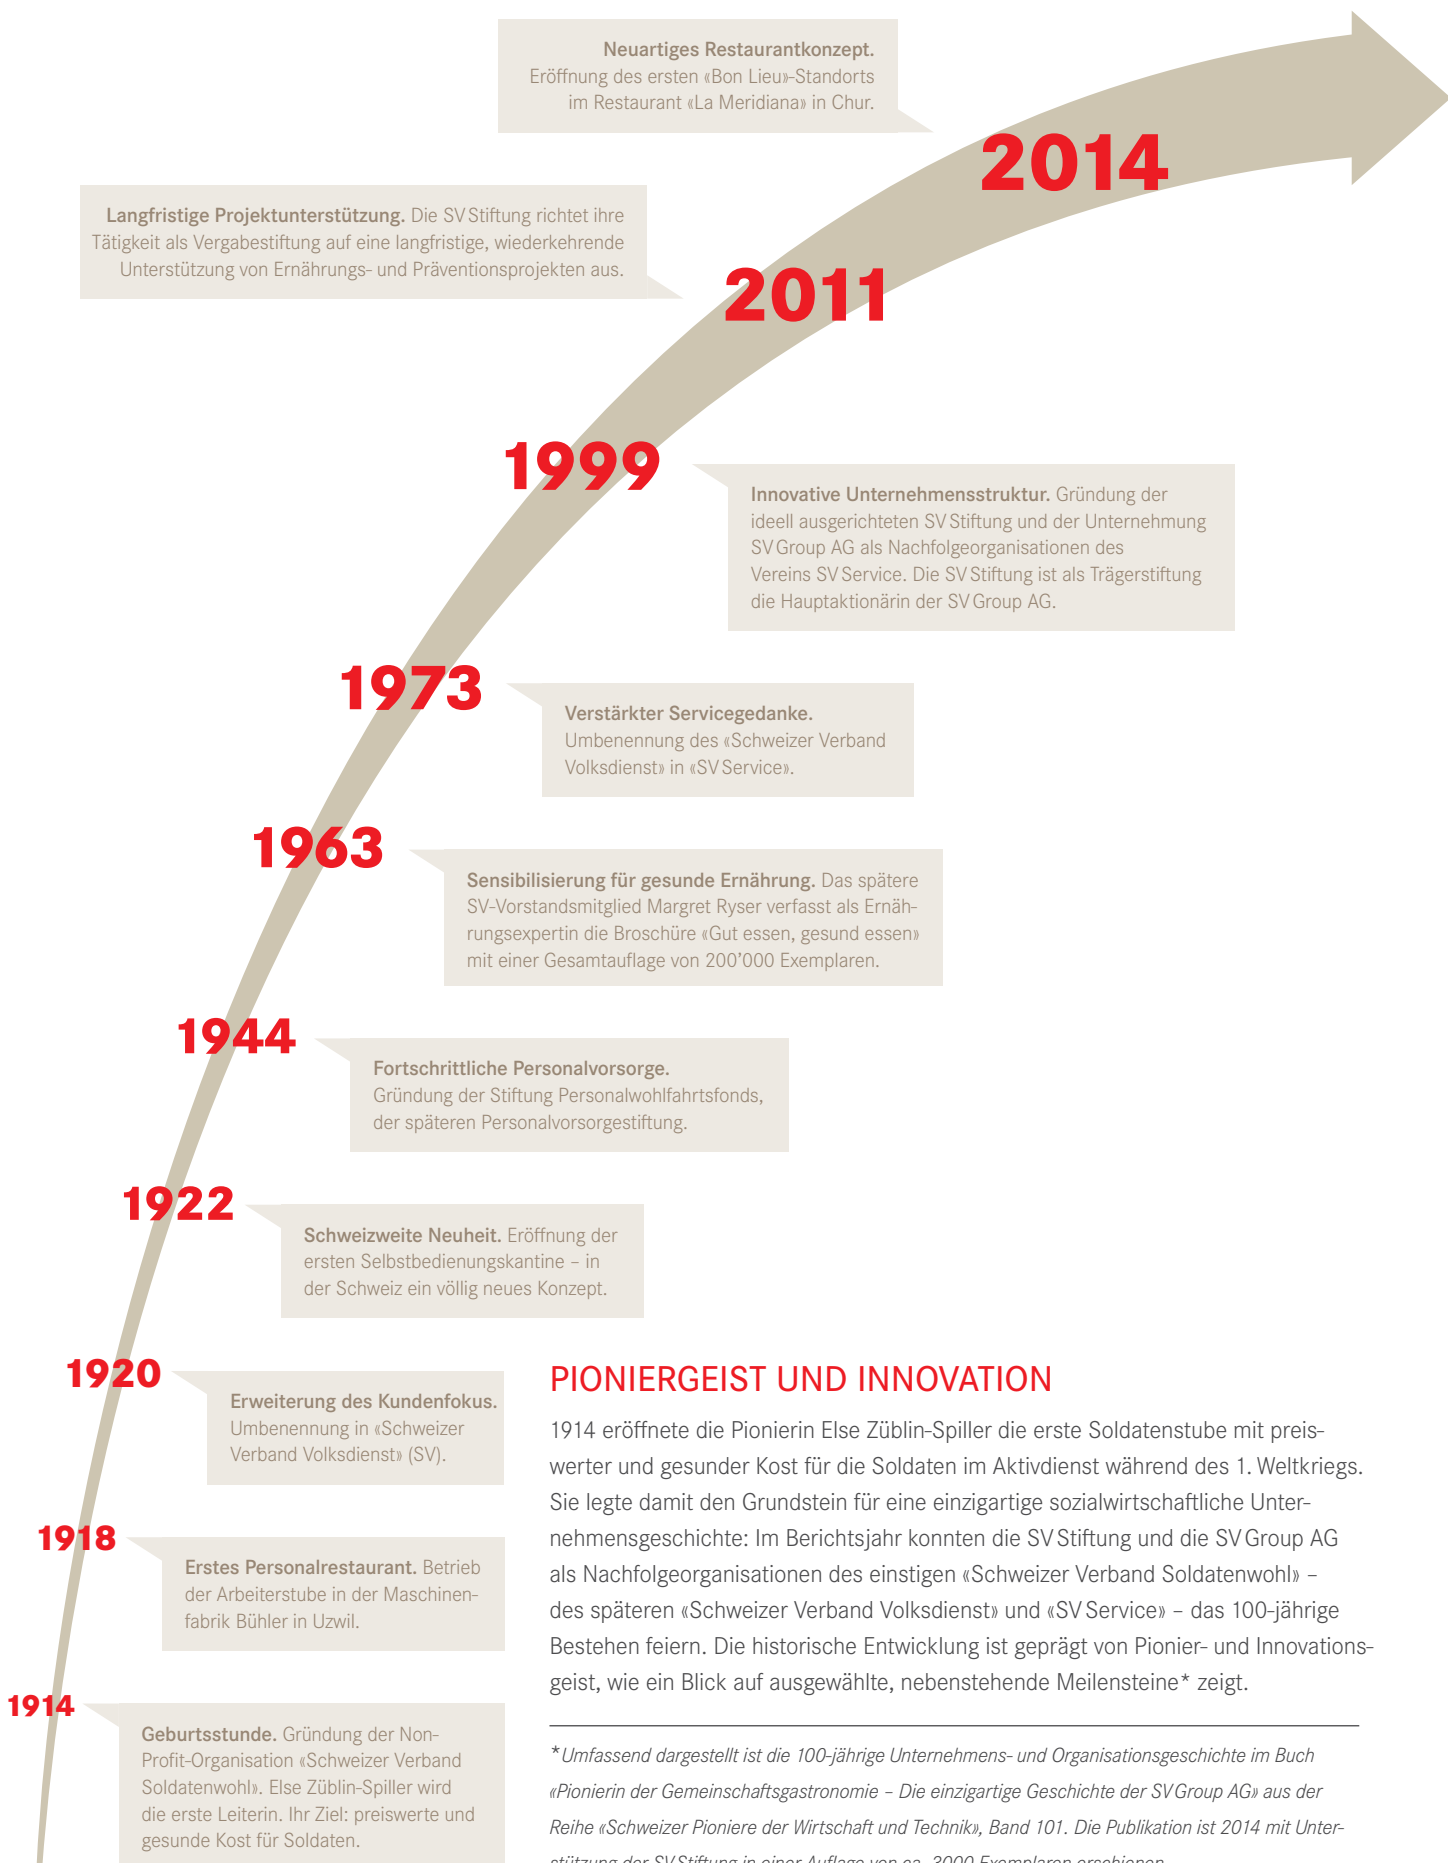 Neuartiges Restaurantkonzept.
Eröffnung des ersten «Bon Lieu»-Standorts
im Restaurant «La Meridiana» in Chur.
2014
Langfristige Projektunterstützung. Die SV Stiftung richtet ihre
Tätigkeit als Vergabestiftung auf eine langfristige, wiederkehrende
Unterstützung von Ernährungs- und Präventionsprojekten aus.
2011
1999
Innovative Unternehmensstruktur. Gründung der
ideell ausgerichteten SV Stiftung und der Unternehmung
SV Group AG als Nachfolgeorganisationen des
Vereins SV Service. Die SV Stiftung ist als Trägerstiftung
die Hauptaktionärin der SV Group AG.
1973
Verstärkter Servicegedanke.
Umbenennung des «Schweizer Verband
Volksdienst» in «SV Service».
1963
Sensibilisierung für gesunde Ernährung. Das spätere
SV-Vorstandsmitglied Margret Ryser verfasst als Ernäh-
rungsexpertin die Broschüre «Gut essen, gesund essen»
mit einer Gesamtauflage von 200’000 Exemplaren.
1944
Fortschrittliche Personalvorsorge.
Gründung der Stiftung Personalwohlfahrtsfonds,
der späteren Personalvorsorgestiftung.
1922
Schweizweite Neuheit. Eröffnung der
ersten Selbstbedienungskantine – in
der Schweiz ein völlig neues Konzept.
1920
Erweiterung des Kundenfokus.
Umbenennung in «Schweizer
Verband Volksdienst» (SV).
1918
Erstes Personalrestaurant. Betrieb
der Arbeiterstube in der Maschinen-
fabrik Bühler in Uzwil.
1914
Geburtsstunde. Gründung der Non-
Profit-Organisation «Schweizer Verband
Soldatenwohl». Else Züblin-Spiller wird
die erste Leiterin. Ihr Ziel: preiswerte und
gesunde Kost für Soldaten.
PIONIERGEIST UND INNOVATION
1914 eröffnete die Pionierin Else Züblin-Spiller die erste Soldatenstube mit preis-
werter und gesunder Kost für die Soldaten im Aktivdienst während des 1. Weltkriegs.
Sie legte damit den Grundstein für eine einzigartige sozialwirtschaftliche Unter-
nehmensgeschichte: Im Berichtsjahr konnten die SV Stiftung und die SV Group AG
als Nachfolgeorganisationen des einstigen «Schweizer Verband Soldatenwohl» –
des späteren «Schweizer Verband Volksdienst» und «SV Service» – das 100-jährige
Bestehen feiern. Die historische Entwicklung ist geprägt von Pionier- und Innovations-
geist, wie ein Blick auf ausgewählte, nebenstehende Meilensteine* zeigt.
*Umfassend dargestellt ist die 100-jährige Unternehmens- und Organisationsgeschichte im Buch
«Pionierin der Gemeinschaftsgastronomie – Die einzigartige Geschichte der SV Group AG» aus der
Reihe «Schweizer Pioniere der Wirtschaft und Technik», Band 101. Die Publikation ist 2014 mit Unter-
stützung der SV Stiftung in einer Auflage von ca. 3000 Exemplaren erschienen.